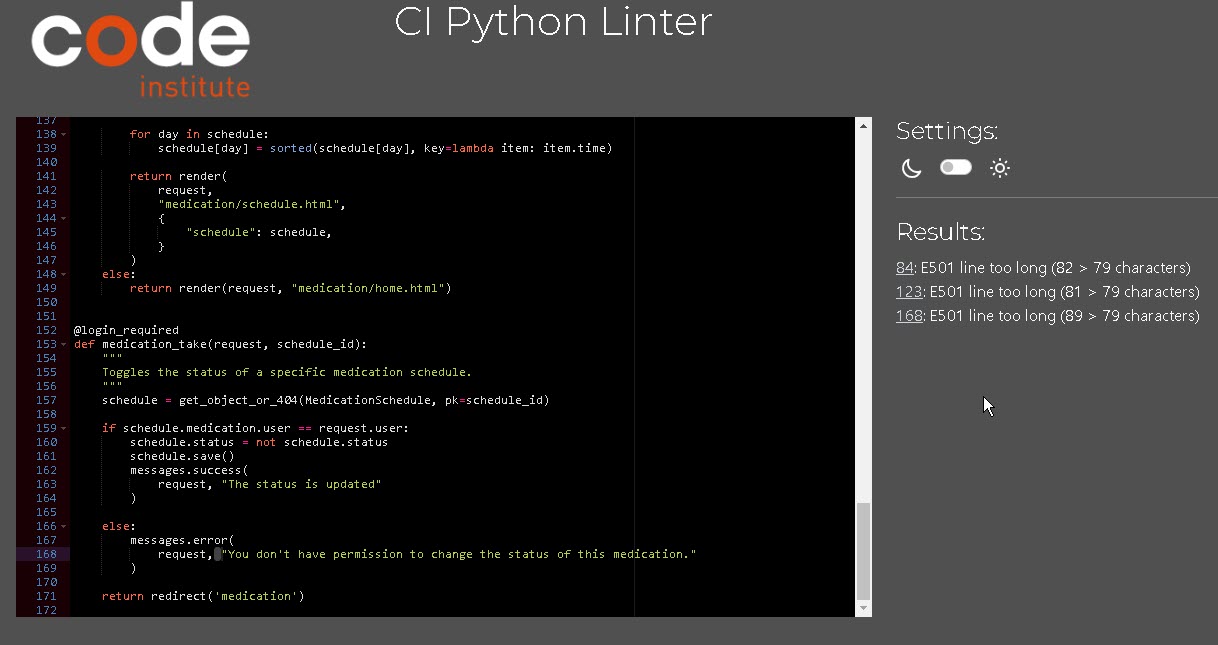 code
institute
CI Python Linter
137
138 for day in schedule:
139 schedule[day] = sorted(schedule[day], key=lambda item: item.time)
140
141 return render(
142 request,
143 "medication/schedule.html",
144 {
145 "schedule": schedule,
146 }
147 )
148 else:
149 return render(request, "medication/home.html")
150
151
152 @login_required
153 def medication_take(request, schedule_id):
154 """
155 Toggles the status of a specific medication schedule.
156 """
157 schedule = get_object_or_404(MedicationSchedule, pk=schedule_id)
158
159 if schedule.medication.user == request.user:
160 schedule.status = not schedule.status
161 schedule.save()
162 messages.success(
163 request, "The status is updated"
164 )
165
166 else:
167 messages.error(
168 request, "You don't have permission to change the status of this medication."
169 )
170
171 return redirect('medication')
172
Settings:
Results:
84: E501 line too long (82 > 79 characters)
123: E501 line too long (81 > 79 characters)
168: E501 line too long (89 > 79 characters)